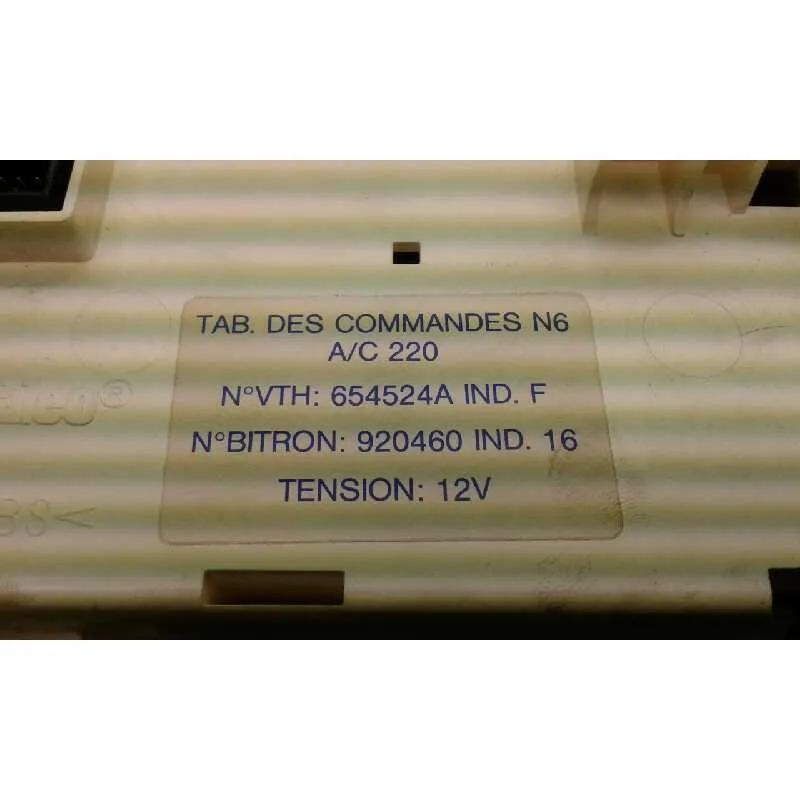 TAB. DES COMMANDES N6
A/C 220
N°VTH: 654524A IND. F
N°BITRON: 920460 IND. 16
TENSION: 12V